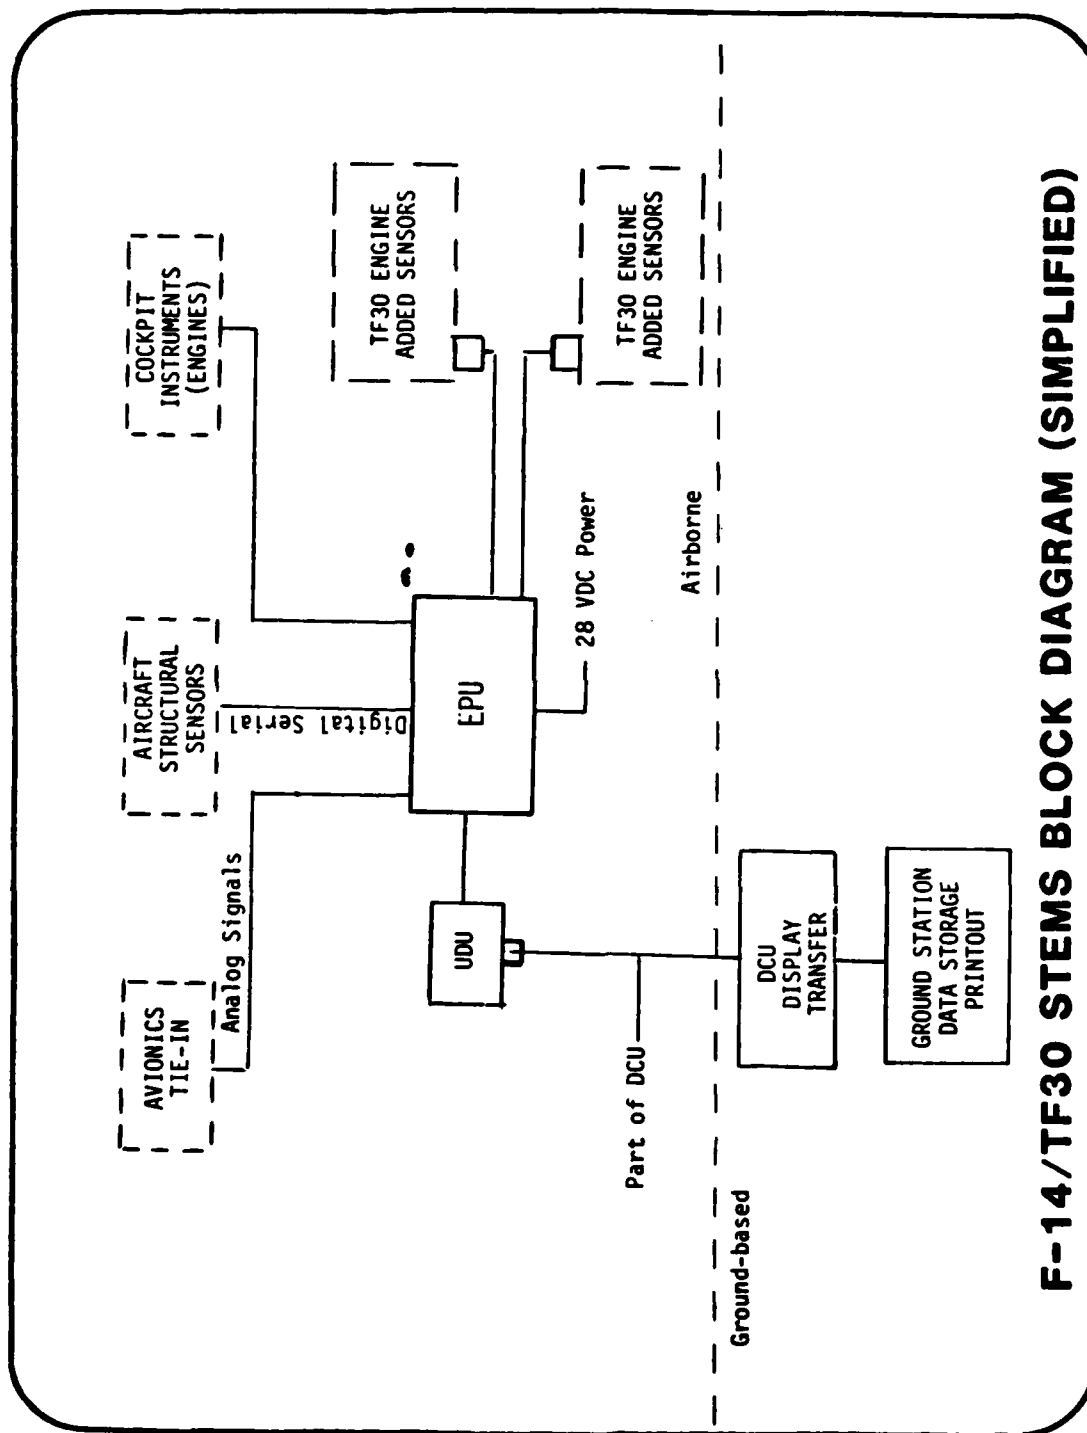 AVIONICS
TIE-IN
AIRCRAFT
STRUCTURAL
SENSORS
COCKPIT
INSTRUMENTS
(ENGINES)
Analog Signals
Digital Serial
TF30 ENGINE
ADDED SENSORS
TF30 ENGINE
ADDED SENSORS
UDU
EPU
28 VDC Power
Part of DCU
Airborne
Ground-based
DCU
DISPLAY
TRANSFER
GROUND STATION
DATA STORAGE
PRINTOUT
F-14/TF30 STEMS BLOCK DIAGRAM (SIMPLIFIED)